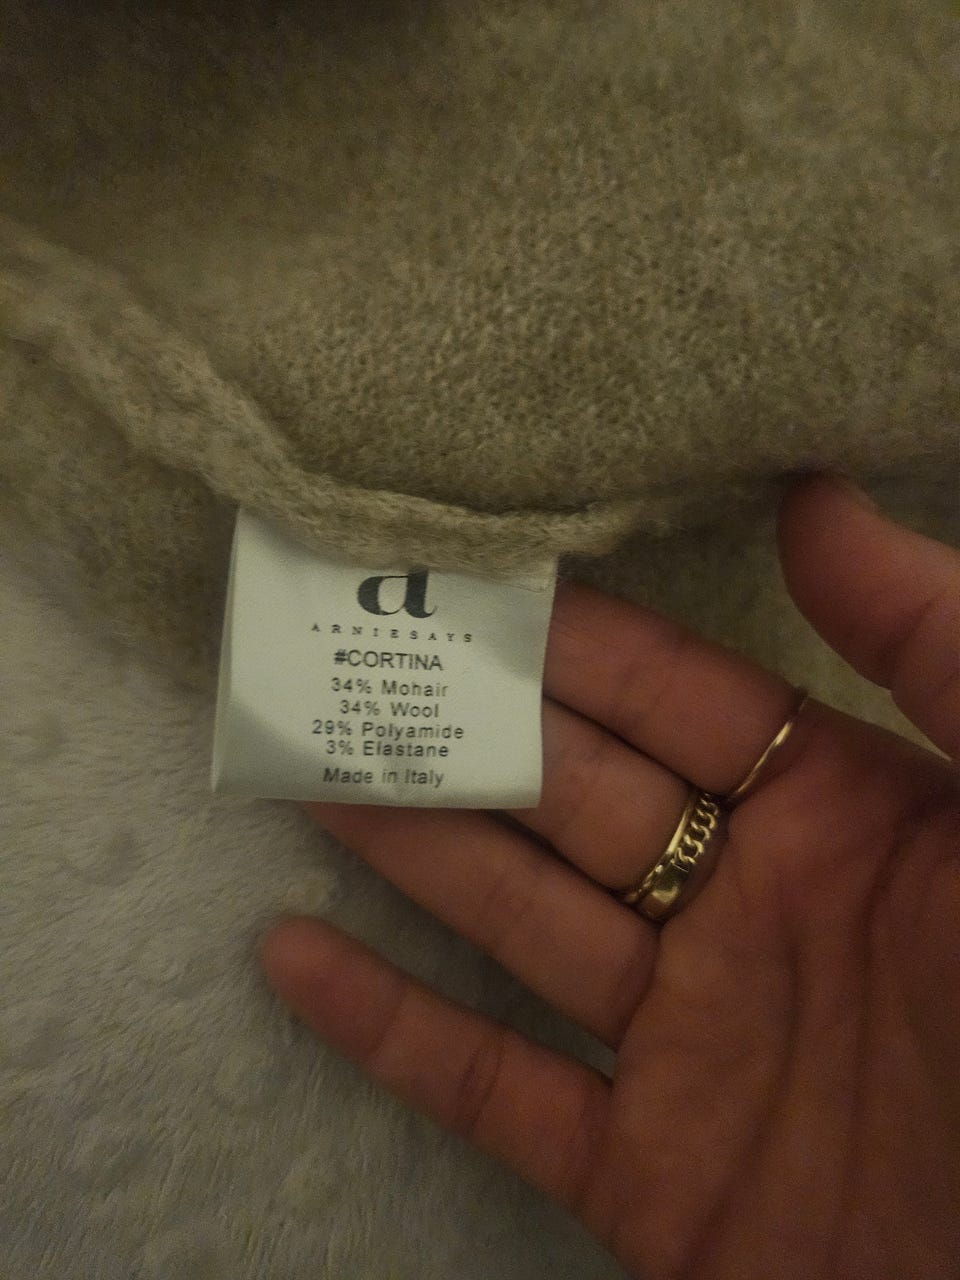 a
ARNIESAYS
#CORTINA
34% Mohair
34% Wool
29% Polyamide
3% Elastane
Made in Italy